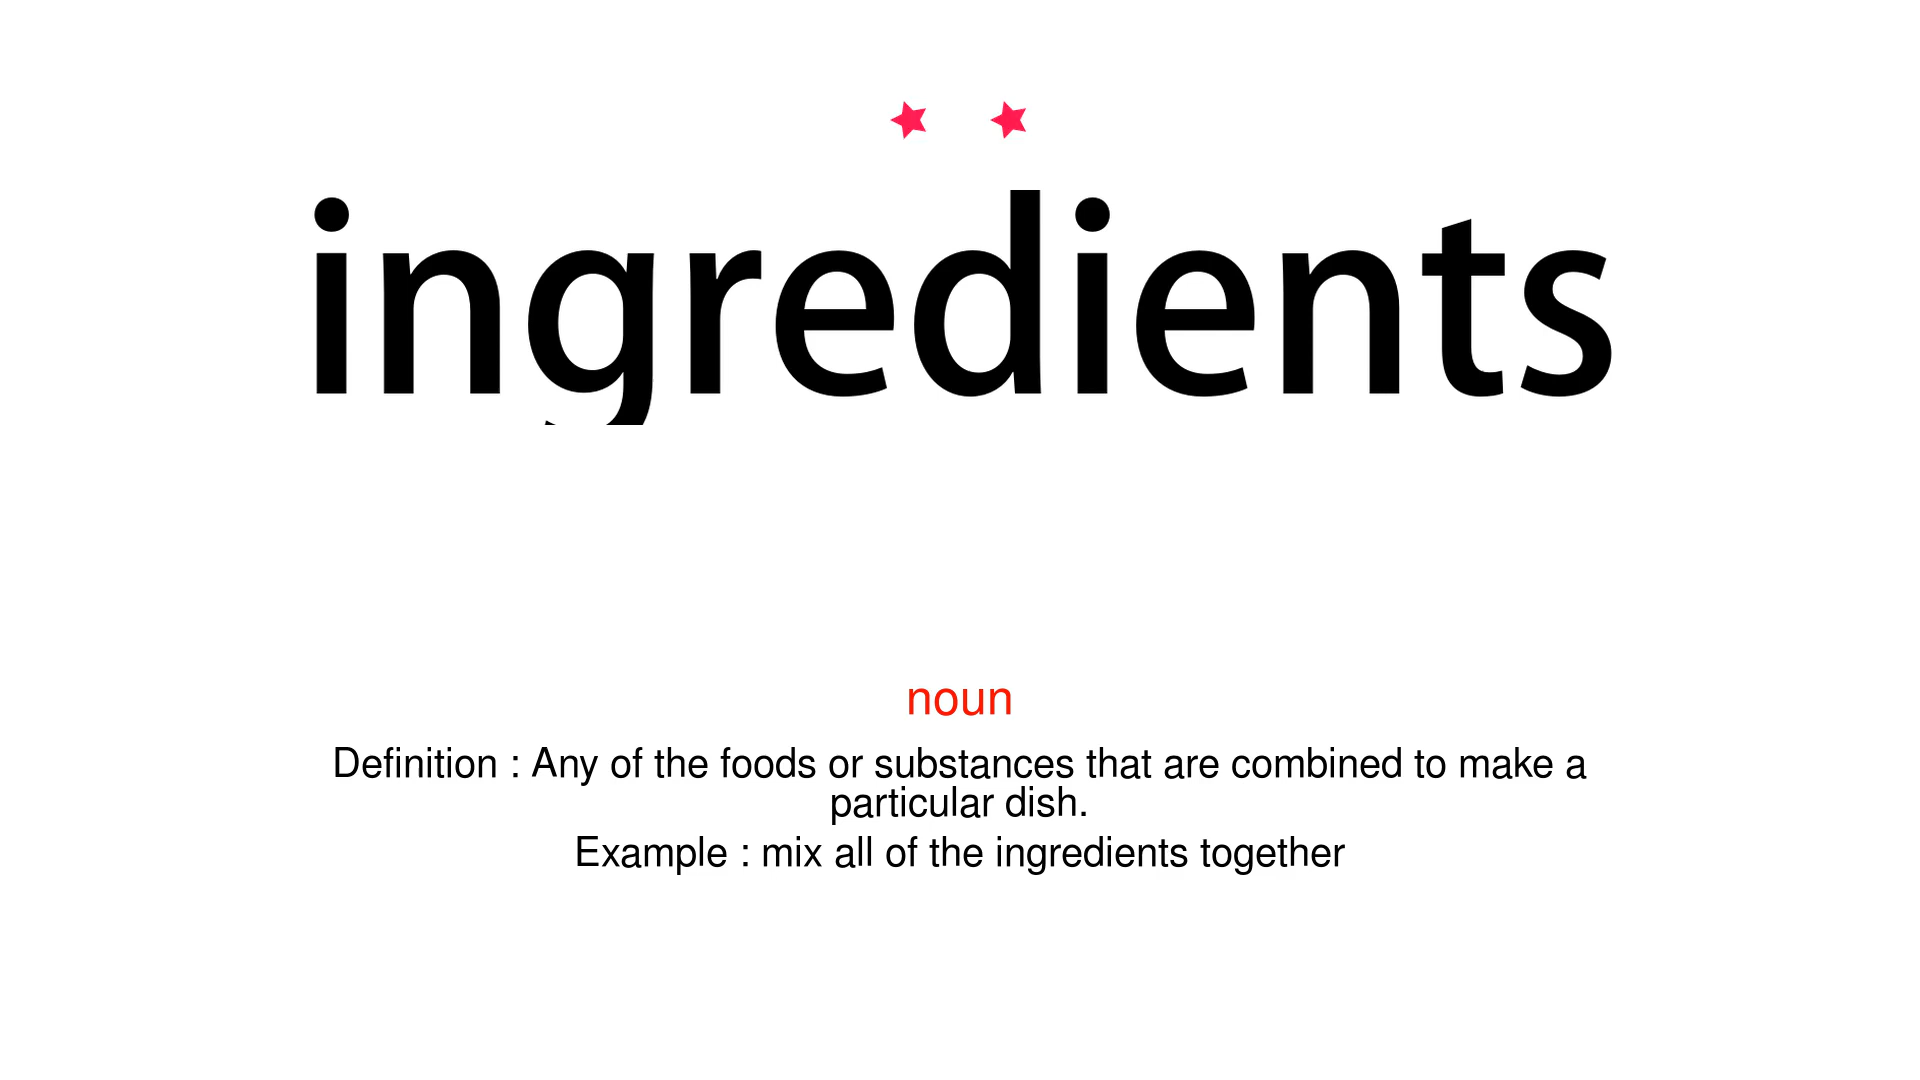 ingredients
noun
Definition : Any of the foods or substances that are combined to make a
particular dish.
Example : mix all of the ingredients together